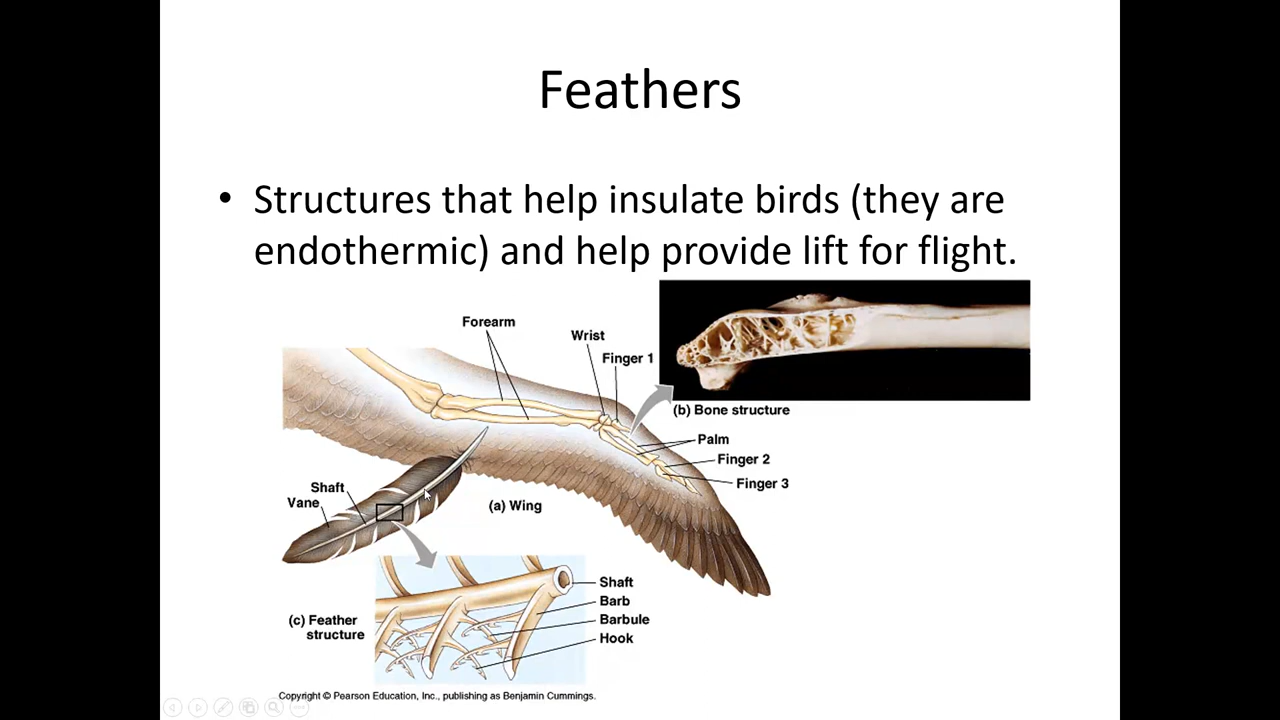 Feathers
• Structures that help insulate birds (they are
endothermic) and help provide lift for flight.
Forearm
Wrist
Finger 1
(b) Bone structure
Palm
Finger 2
Finger 3
Shaft
Vane
(a) Wing
Shaft
Barb
Barbule
Hook
(c) Feather
structure
Copyright © Pearson Education, Inc., publishing as Benjamin Cummings.